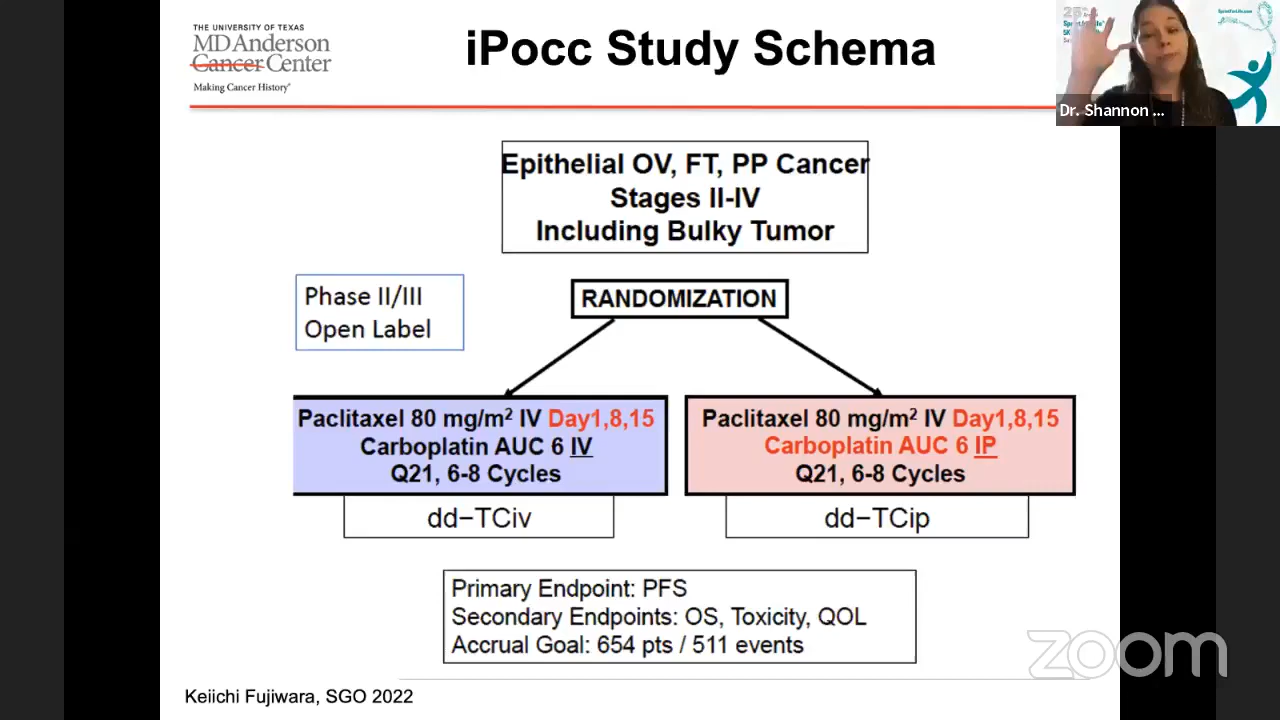 THE UNIVERSITY OF TEXAS
MD Anderson
Cancer Center
Making Cancer History®
iPocc Study Schema
Dr. Shannon ...
Epithelial OV, FT, PP Cancer
Stages II-IV
Including Bulky Tumor
Phase II/III
Open Label
RANDOMIZATION
Paclitaxel 80 mg/m² IV Day1,8,15
Carboplatin AUC 6 IV
Q21, 6-8 Cycles
dd-TCiv
Paclitaxel 80 mg/m² IV Day1,8,15
Carboplatin AUC 6 IP
Q21, 6-8 Cycles
dd-TCip
Primary Endpoint: PFS
Secondary Endpoints: OS, Toxicity, QOL
Accrual Goal: 654 pts / 511 events
zoom
Keiichi Fujiwara, SGO 2022